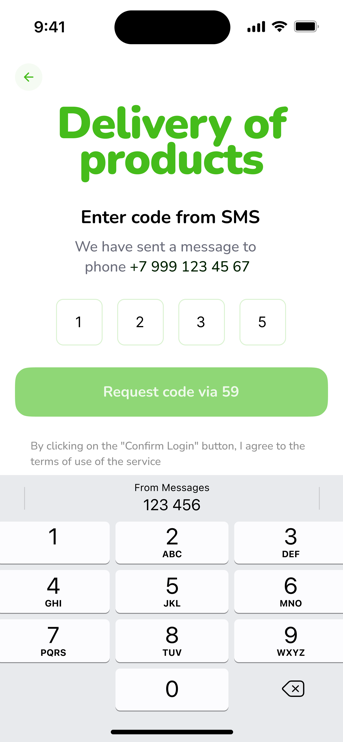 9:41
Delivery of
products
Enter code from SMS
We have sent a message to
phone +7 999 123 45 67
1 2 3 5
Request code via 59
By clicking on the "Confirm Login" button, I agree to the
terms of use of the service
From Messages
123 456
1 2 3
ABC DEF
4 5 6
GHI JKL MNO
7 8 9
PQRS TUV WXYZ
0